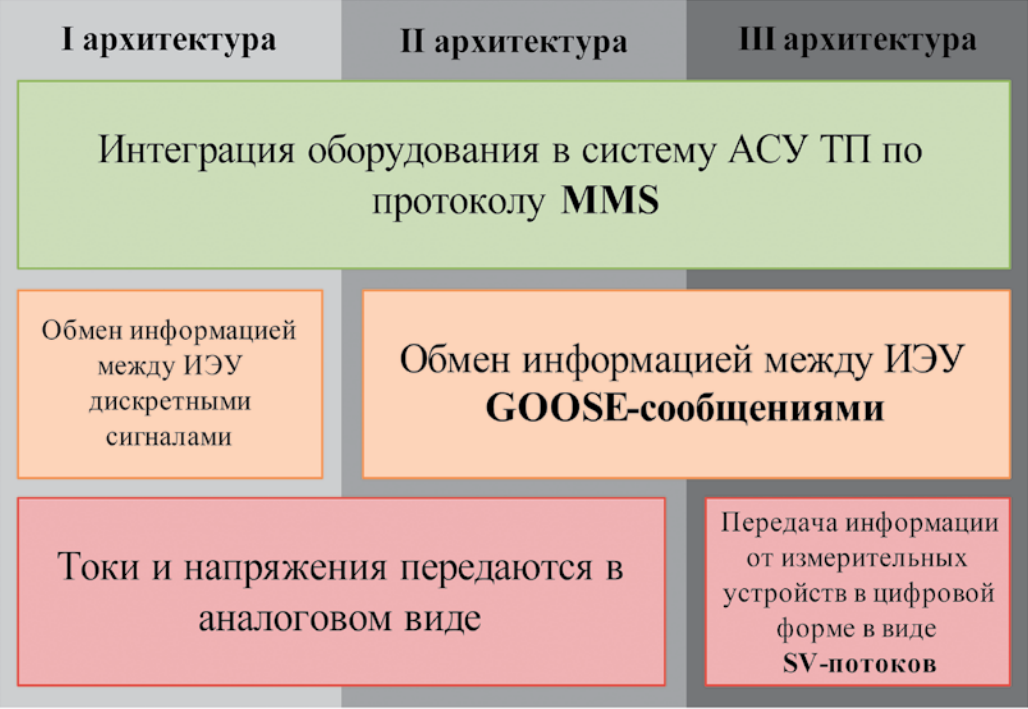 I архитектура
II архитектура
III архитектура
Интеграция оборудования в систему АСУ ТП по
протоколу MMS
Обмен информацией
между ИЭУ
дискретными
сигналами
Обмен информацией между ИЭУ
GOOSE-сообщениями
Токи и напряжения передаются в
аналоговом виде
Передача информации
от измерительных
устройств в цифровой
форме в виде
SV-потоков